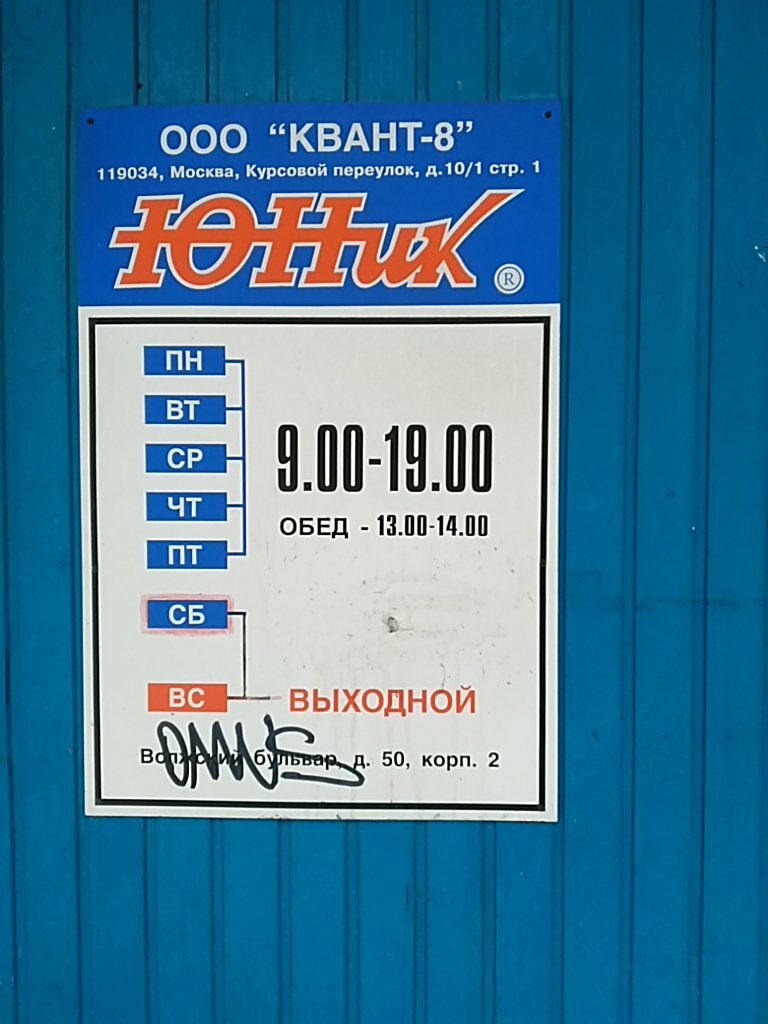 ООО “КВАНТ-8”
119034, Москва, Курсовой переулок, д.10/1 стр. 1
ЮНик ®
ПН
ВТ
СР
9.00-19.00
ЧТ
ОБЕД - 13.00-14.00
ПТ
СБ
ВС ВЫХОДНОЙ
Волжский бульвар, д. 50, корп. 2